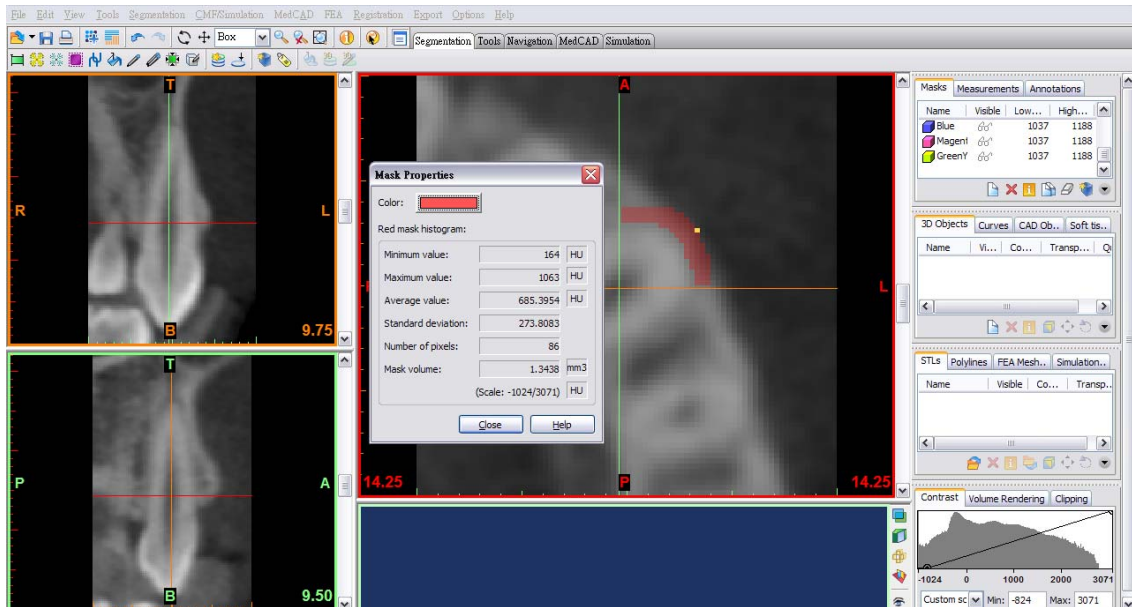 File Edit View Tools Segmentation CMF/Simulation MedCAD FEA Registration Export Options Help
Box
Segmentation Tools Navigation MedCAD Simulation
T
R
L
B
9.75
T
P
A
B
9.50
A
L
14.25
P
14.25
Mask Properties
Color:
Red mask histogram:
Minimum value: 164 HU
Maximum value: 1063 HU
Average value: 685.3954 HU
Standard deviation: 273.8083
Number of pixels: 86
Mask volume: 1.3438 mm3
(Scale: -1024/3071) HU
Close Help
Masks Measurements Annotations
Name Visible Low... High...
Blue 1037 1188
Magent 1037 1188
GreenY 1037 1188
3D Objects Curves CAD Ob.. Soft tis..
Name Vi... Co... Transp... Q
STLs Polylines FEA Mesh.. Simulation..
Name Visible Co... Transp..
Contrast Volume Rendering Clipping
-1024 0 1000 2000 3071
Custom sc Min: -824 Max: 3071